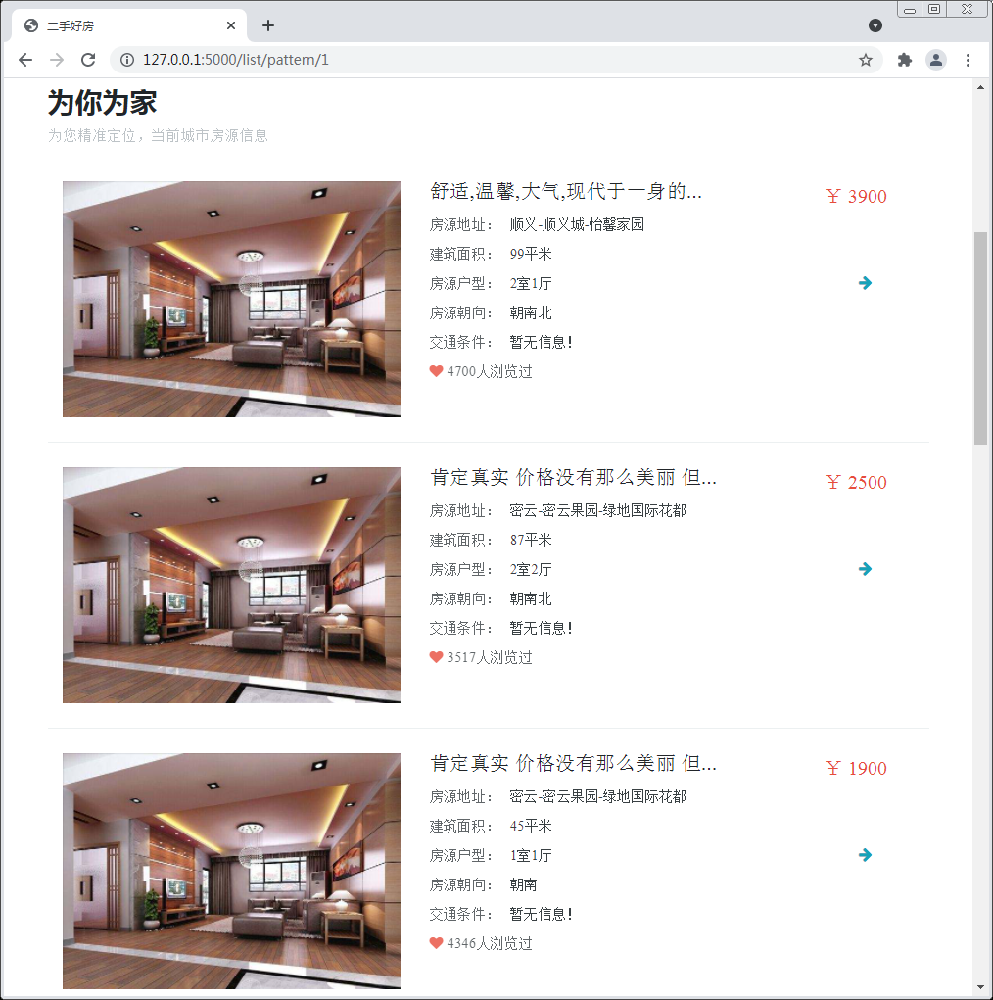 二手好房
127.0.0.1:5000/list/pattern/1
为你为家
为您精准定位，当前城市房源信息
舒适,温馨,大气,现代于一身的...
￥ 3900
房源地址： 顺义-顺义城-怡馨家园
建筑面积： 99平米
房源户型： 2室1厅
房源朝向： 朝南北
交通条件： 暂无信息！
4700人浏览过
肯定真实 价格没有那么美丽 但...
￥ 2500
房源地址： 密云-密云果园-绿地国际花都
建筑面积： 87平米
房源户型： 2室2厅
房源朝向： 朝南北
交通条件： 暂无信息！
3517人浏览过
肯定真实 价格没有那么美丽 但...
￥ 1900
房源地址： 密云-密云果园-绿地国际花都
建筑面积： 45平米
房源户型： 1室1厅
房源朝向： 朝南
交通条件： 暂无信息！
4346人浏览过